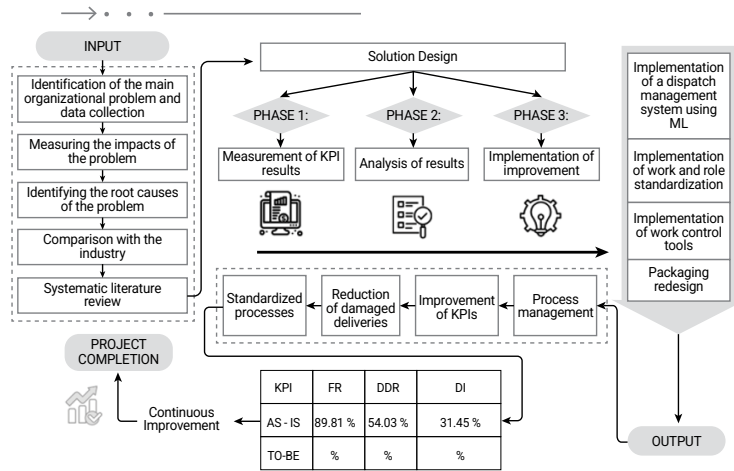 INPUT
Identification of the main
organizational problem and
data collection
Measuring the impacts of
the problem
Identifying the root causes
of the problem
Comparison with the
industry
Systematic literature
review
Solution Design
PHASE 1:
PHASE 2:
PHASE 3:
Measurement of KPI
results
Analysis of results
Implementation of
improvement
Implementation
of a dispatch
management
system using
ML
Implementation
of work and role
standardization
Implementation
of work control
tools
Packaging
redesign
OUTPUT
Process
management
Improvement
of KPIs
Reduction
of damaged
deliveries
Standardized
processes
KPI FR DDR DI
AS - IS 89.81 % 54.03 % 31.45 %
TO-BE % % %
Continuous
Improvement
PROJECT
COMPLETION